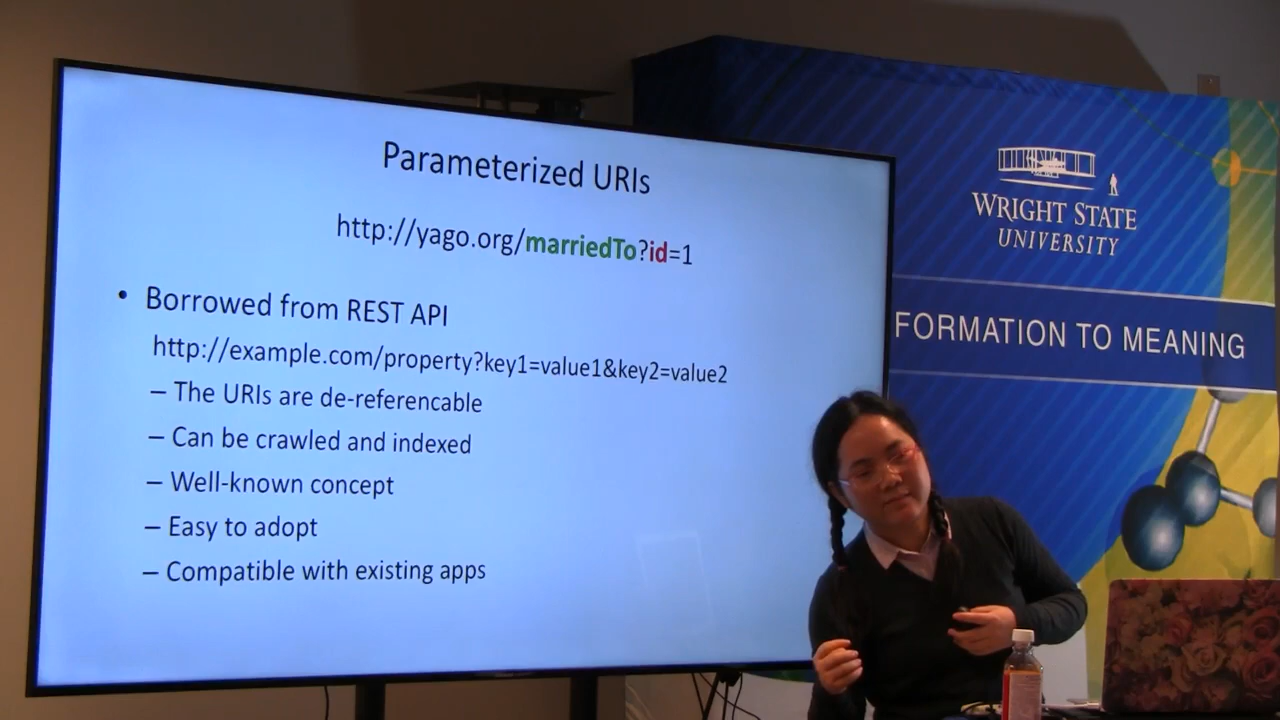 Parameterized URIs
http://yago.org/marriedTo?id=1
• Borrowed from REST API
http://example.com/property?key1=value1&key2=value2
– The URIs are de-referencable
– Can be crawled and indexed
– Well-known concept
– Easy to adopt
– Compatible with existing apps
WRIGHT STATE
UNIVERSITY
FORMATION TO MEANING